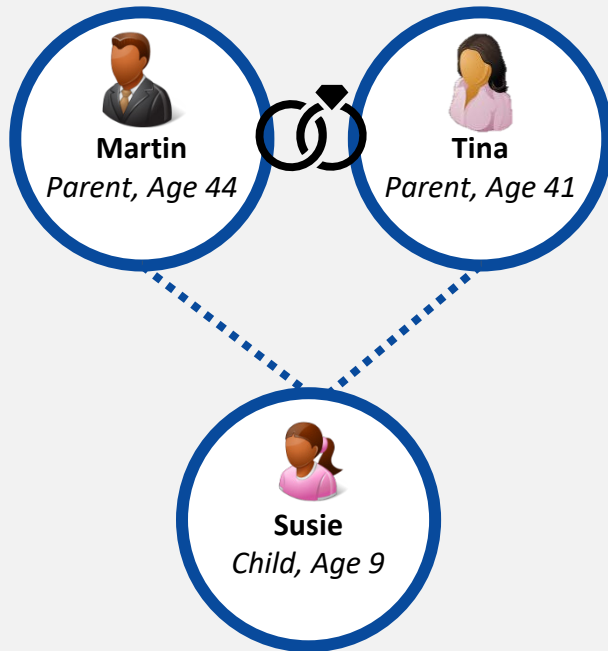 Martin
Parent, Age 44
Tina
Parent, Age 41
Susie
Child, Age 9